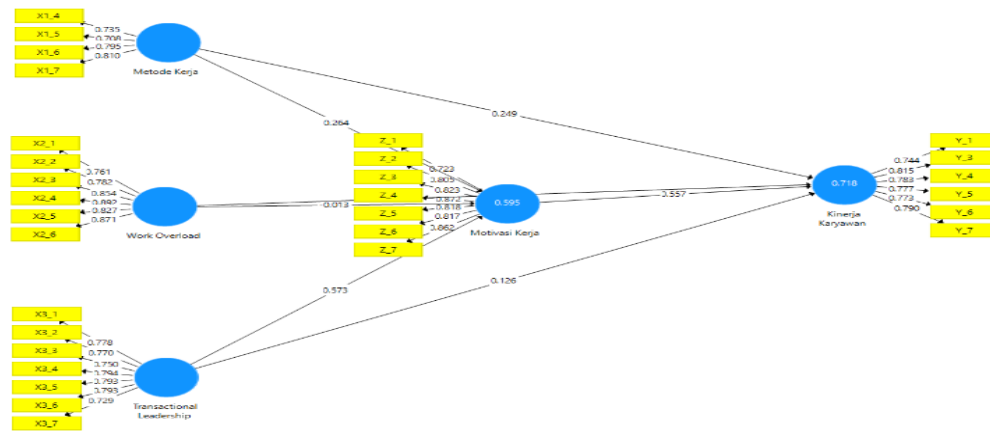 X1_4
X1_5
X1_6
X1_7
0.735
0.708
0.795
0.810
Metode Kerja
0.249
0.264
X2_1
X2_2
X2_3
X2_4
X2_5
X2_6
0.761
0.782
0.854
0.892
0.827
0.871
Work Overload
0.013
Z_1
Z_2
Z_3
Z_4
Z_5
Z_6
Z_7
0.723
0.805
0.823
0.872
0.818
0.817
0.862
0.595
Motivasi Kerja
0.557
0.718
Kinerja
Karyawan
0.744
0.815
0.783
0.777
0.773
0.790
Y_1
Y_3
Y_4
Y_5
Y_6
Y_7
0.573
0.126
X3_1
X3_2
X3_3
X3_4
X3_5
X3_6
X3_7
0.778
0.770
0.750
0.794
0.793
0.793
0.729
Transactional
Leadership